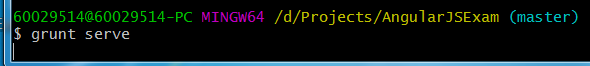 60029514@60029514-PC MINGW64 /d/Projects/AngularJSExam (master)
$ grunt serve